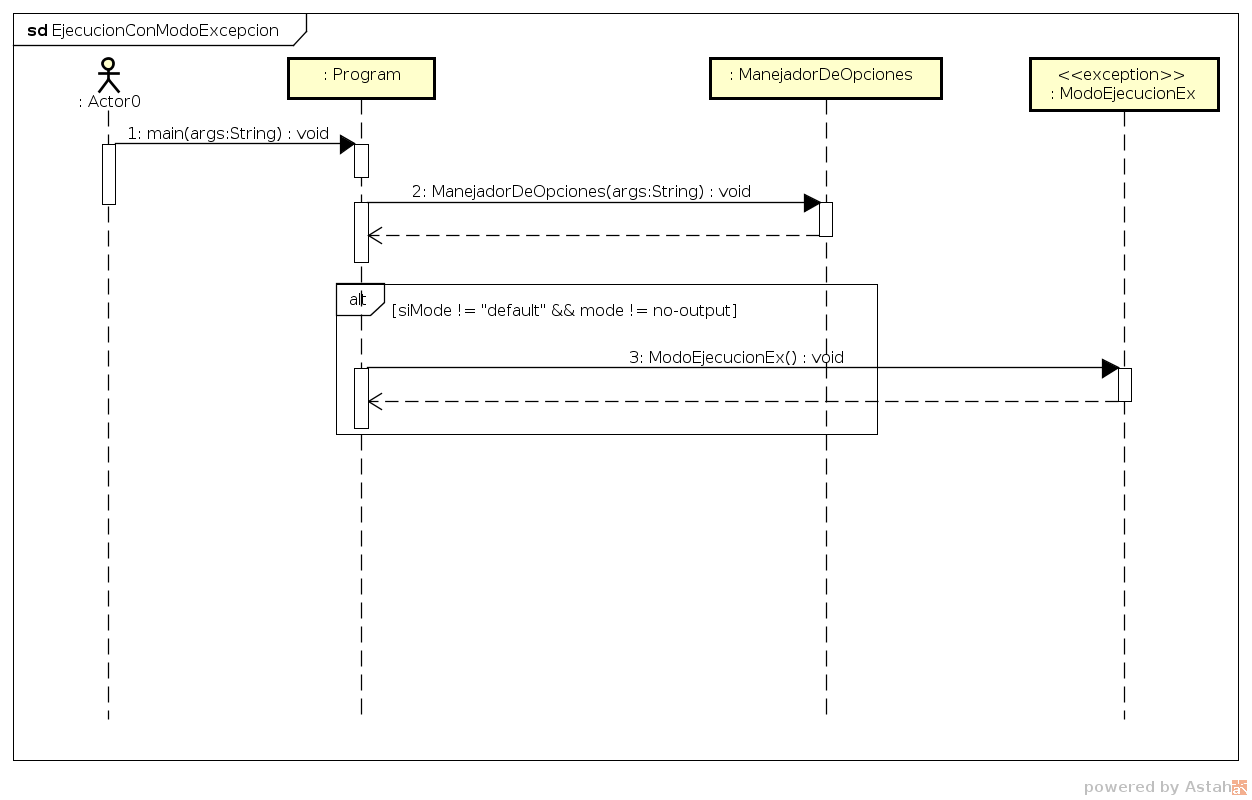 sd EjecucionConModoExcepcion
: Actor0
: Program
: ManejadorDeOpciones
<<exception>>
: ModoEjecucionEx
1: main(args:String) : void
2: ManejadorDeOpciones(args:String) : void
alt
[siMode != "default" && mode != no-output]
3: ModoEjecucionEx() : void
powered by Astah